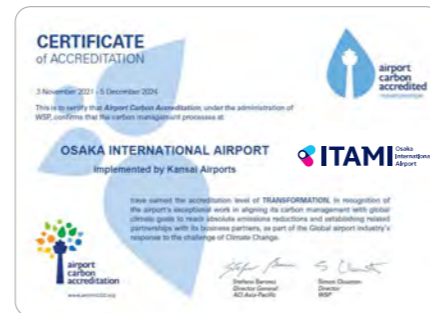 CERTIFICATE
of ACCREDITATION
3 November 2021 - 5 December 2024
This is to certify that Airport Carbon Accreditation, under the administration of
WSP, confirms that the carbon management processes at
OSAKA INTERNATIONAL AIRPORT
Implemented by Kansai Airports
have earned the accreditation level of TRANSFORMATION, in recognition of
the airport's exceptional work in aligning its carbon management with global
climate goals to reach absolute emissions reductions and establishing related
partnerships with its business partners, as part of the Global airport industry's
response to the challenge of Climate Change.
airport
carbon
accredited
ITAMI
Osaka
International
Airport
airport
carbon
accreditation
Stefano Baronci
Director General
ACI Asia-Pacific
Simon Clouston
Director
WSP